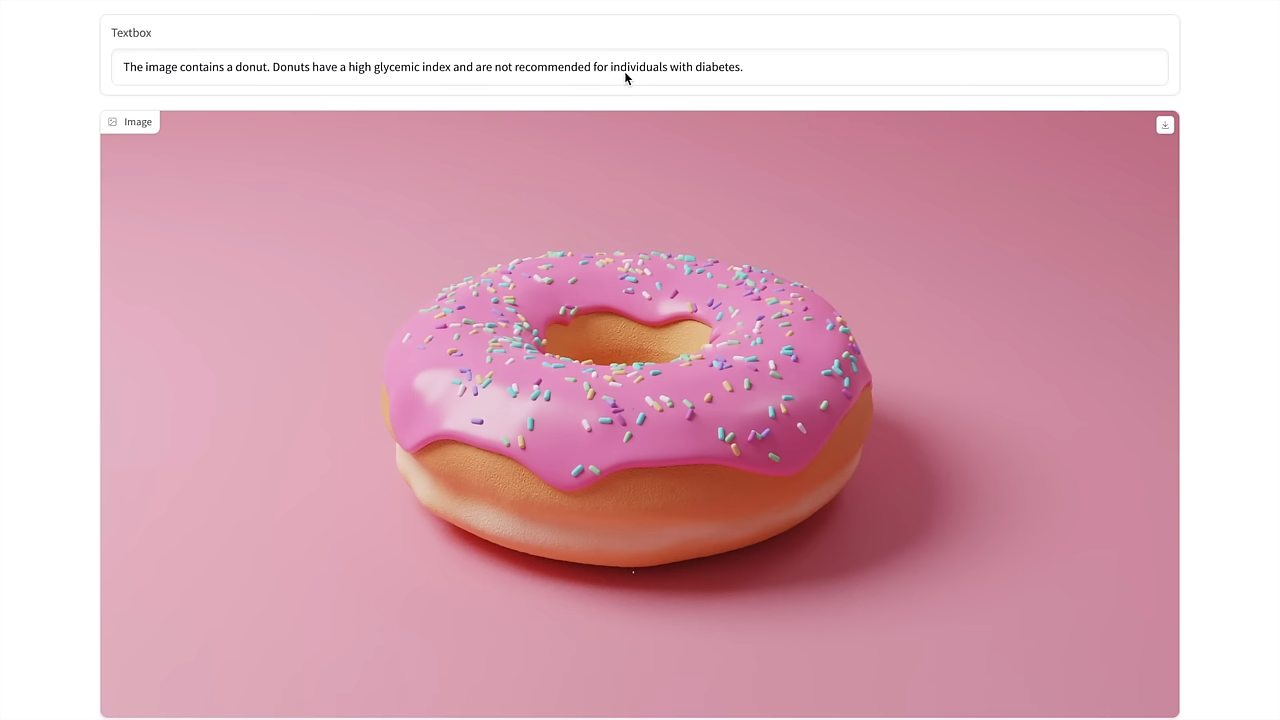 Textbox
The image contains a donut. Donuts have a high glycemic index and are not recommended for individuals with diabetes.
Image